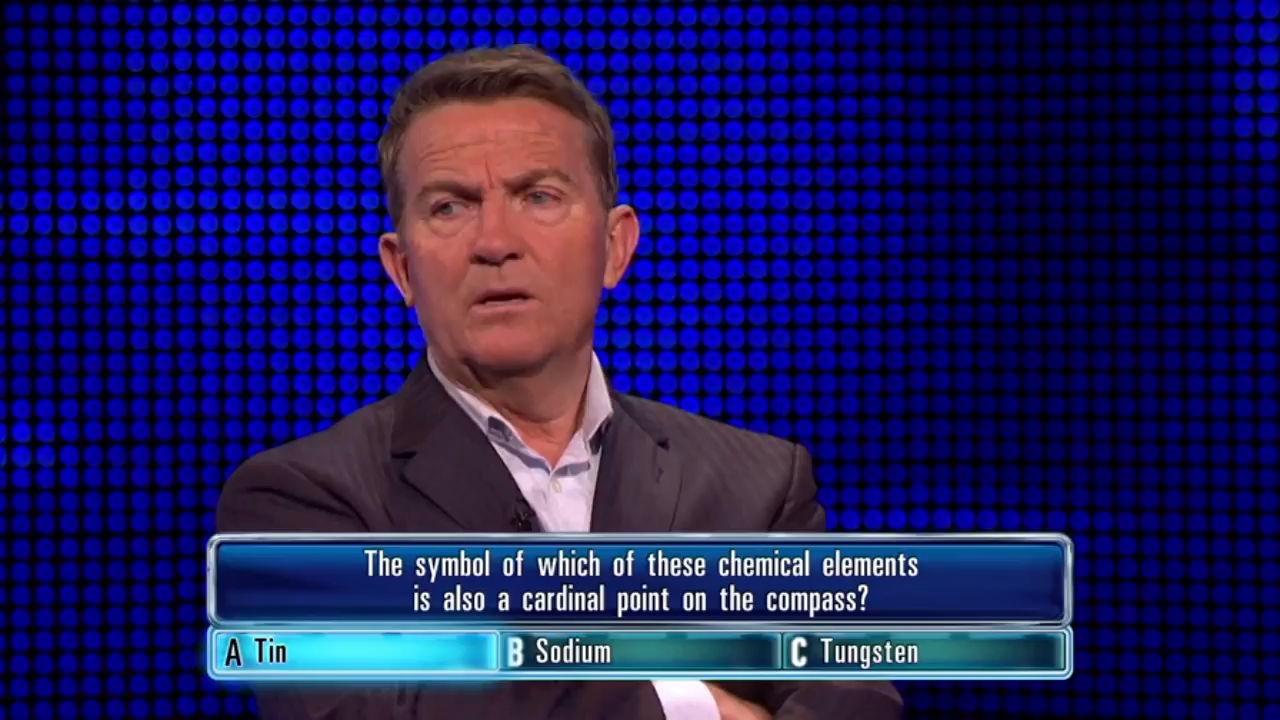 The symbol of which of these chemical elements
is also a cardinal point on the compass?
A Tin B Sodium C Tungsten